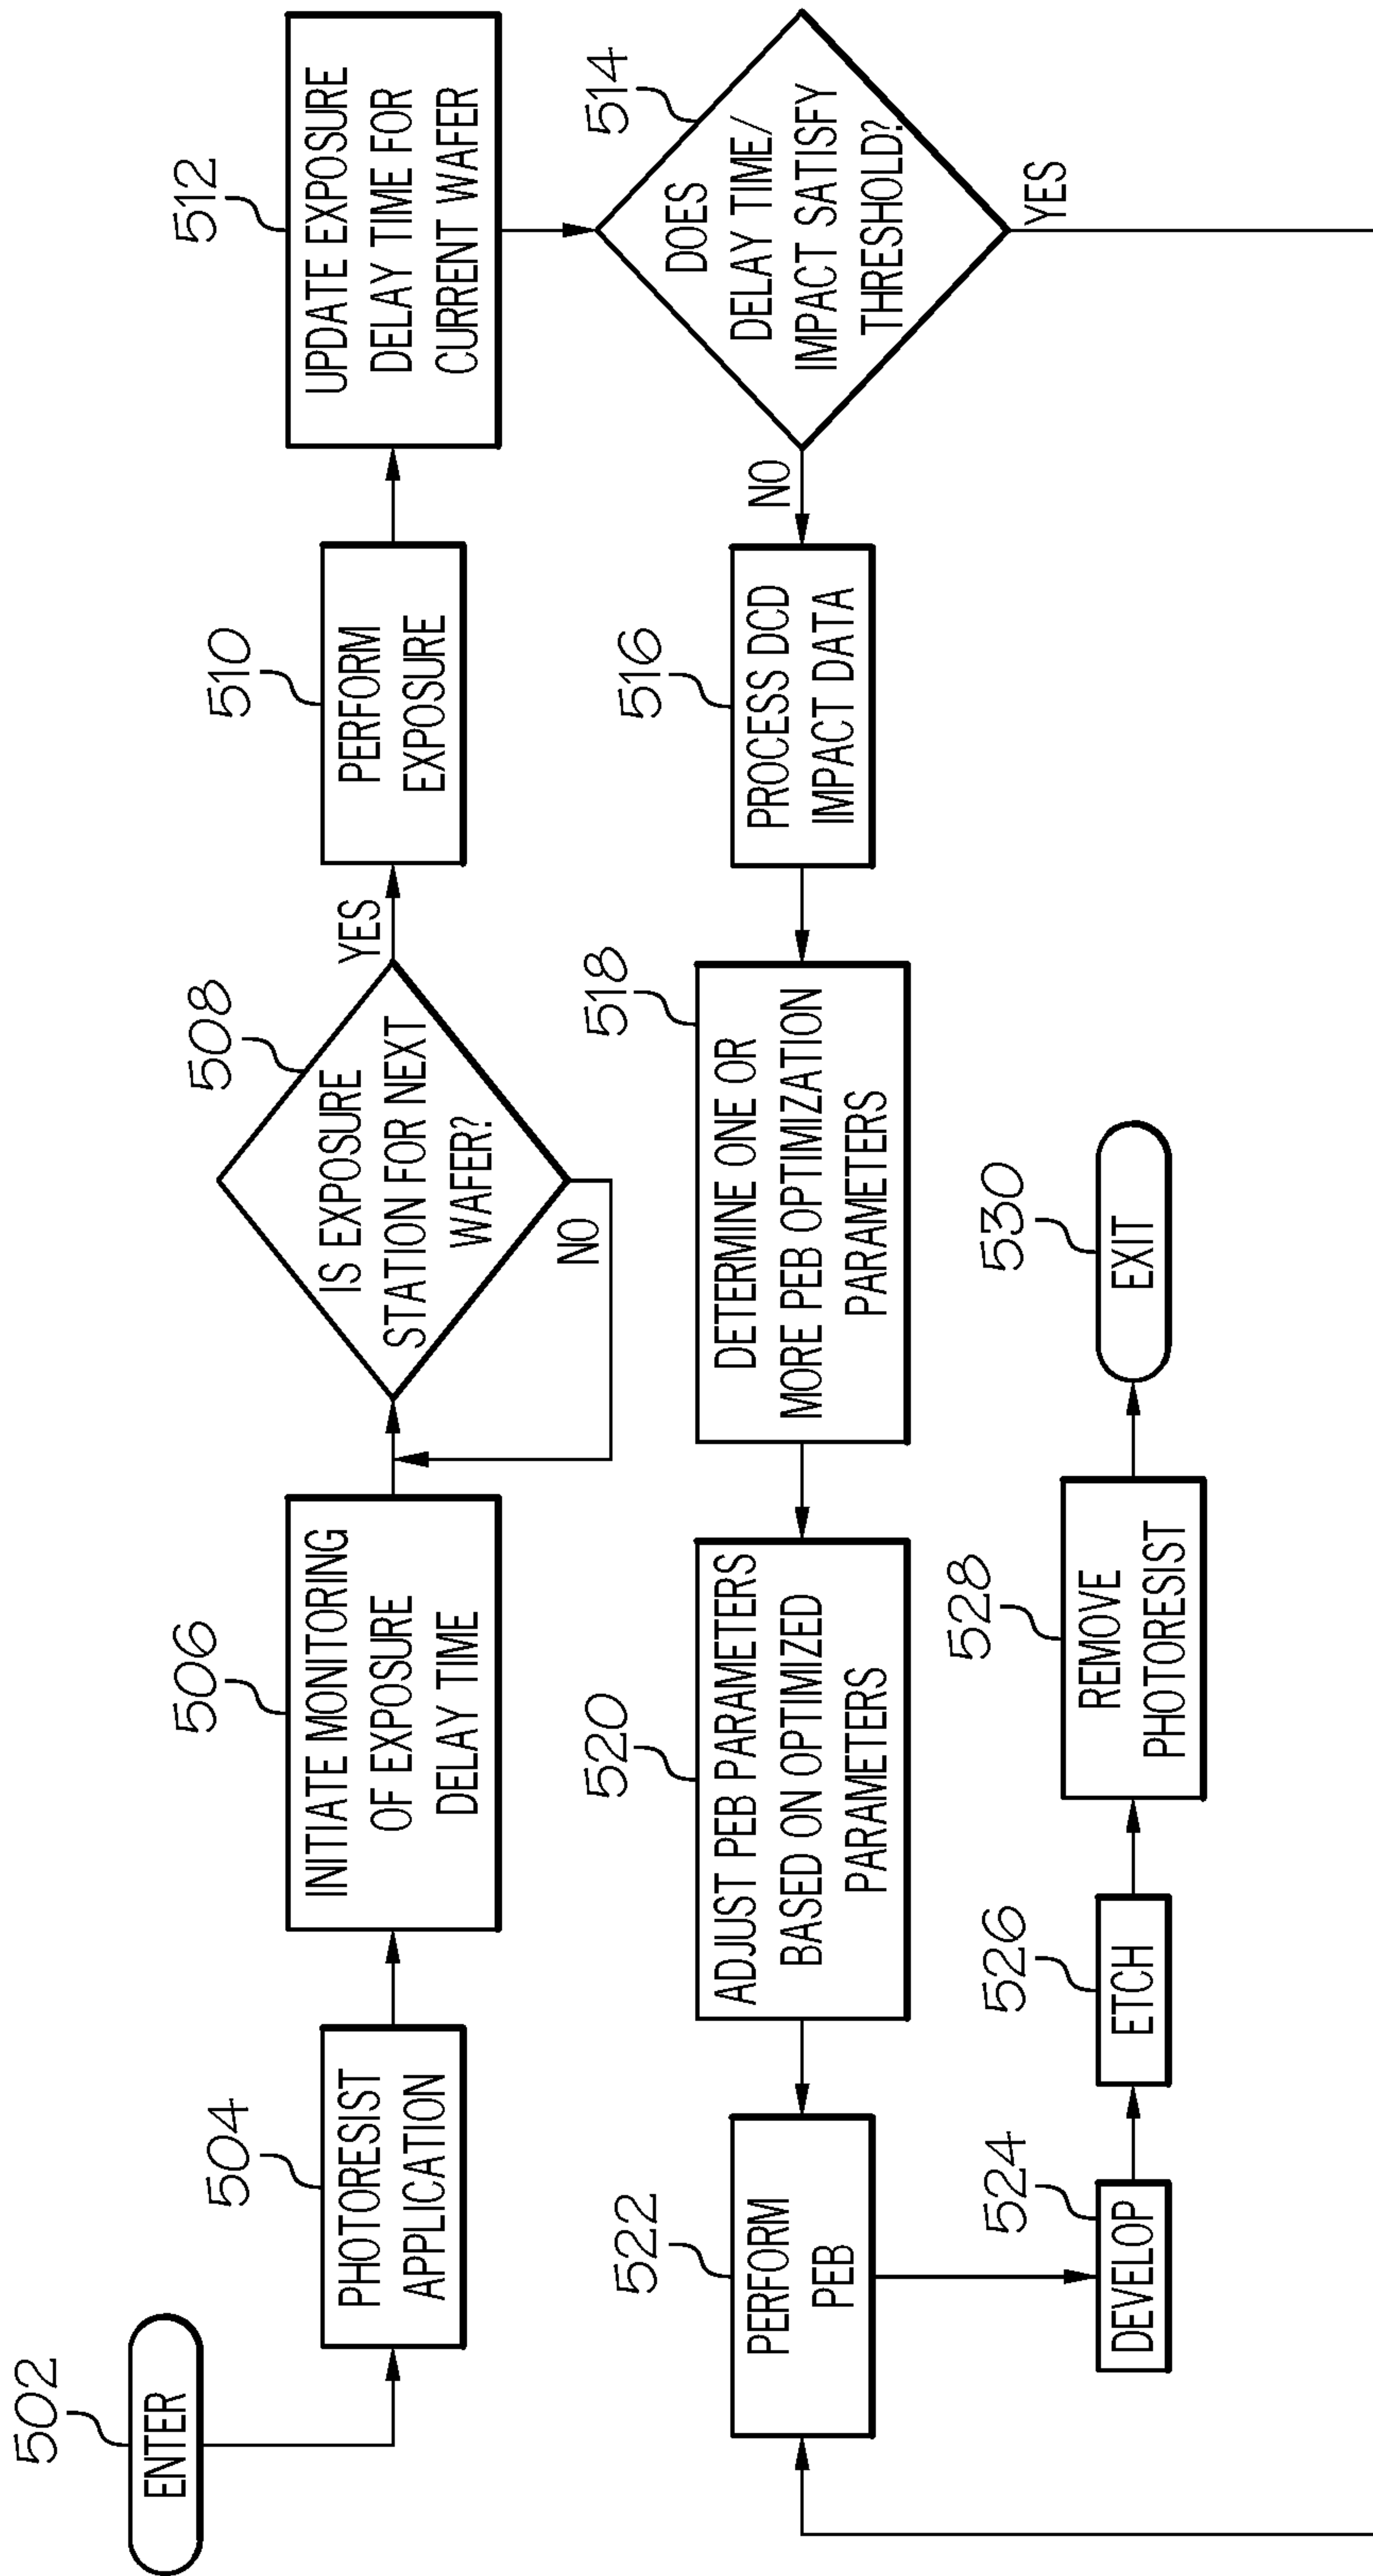 502
ENTER
504
PHOTORESIST
APPLICATION
506
INITIATE MONITORING
OF EXPOSURE
DELAY TIME
508
IS EXPOSURE
STATION FOR NEXT
WAFER?
YES
NO
510
PERFORM
EXPOSURE
512
UPDATE EXPOSURE
DELAY TIME FOR
CURRENT WAFER
514
DOES
DELAY TIME/
IMPACT SATISFY
THRESHOLD?
NO
YES
516
PROCESS DCD
IMPACT DATA
518
DETERMINE ONE OR
MORE PEB OPTIMIZATION
PARAMETERS
520
ADJUST PEB PARAMETERS
BASED ON OPTIMIZED
PARAMETERS
522
PERFORM
PEB
524
DEVELOP
526
ETCH
528
REMOVE
PHOTORESIST
530
EXIT